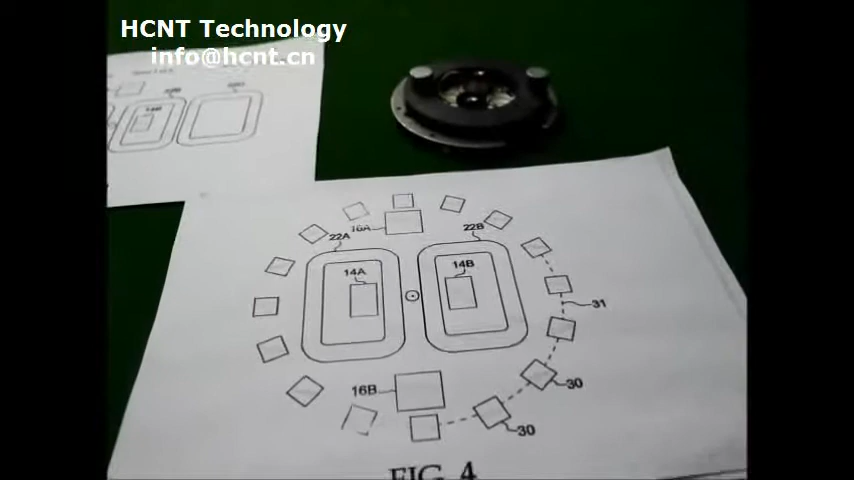 HCNT Technology
info@hcnt.cn
16A
22A
22B
14A
14B
31
16B
30
30
FIG. 4